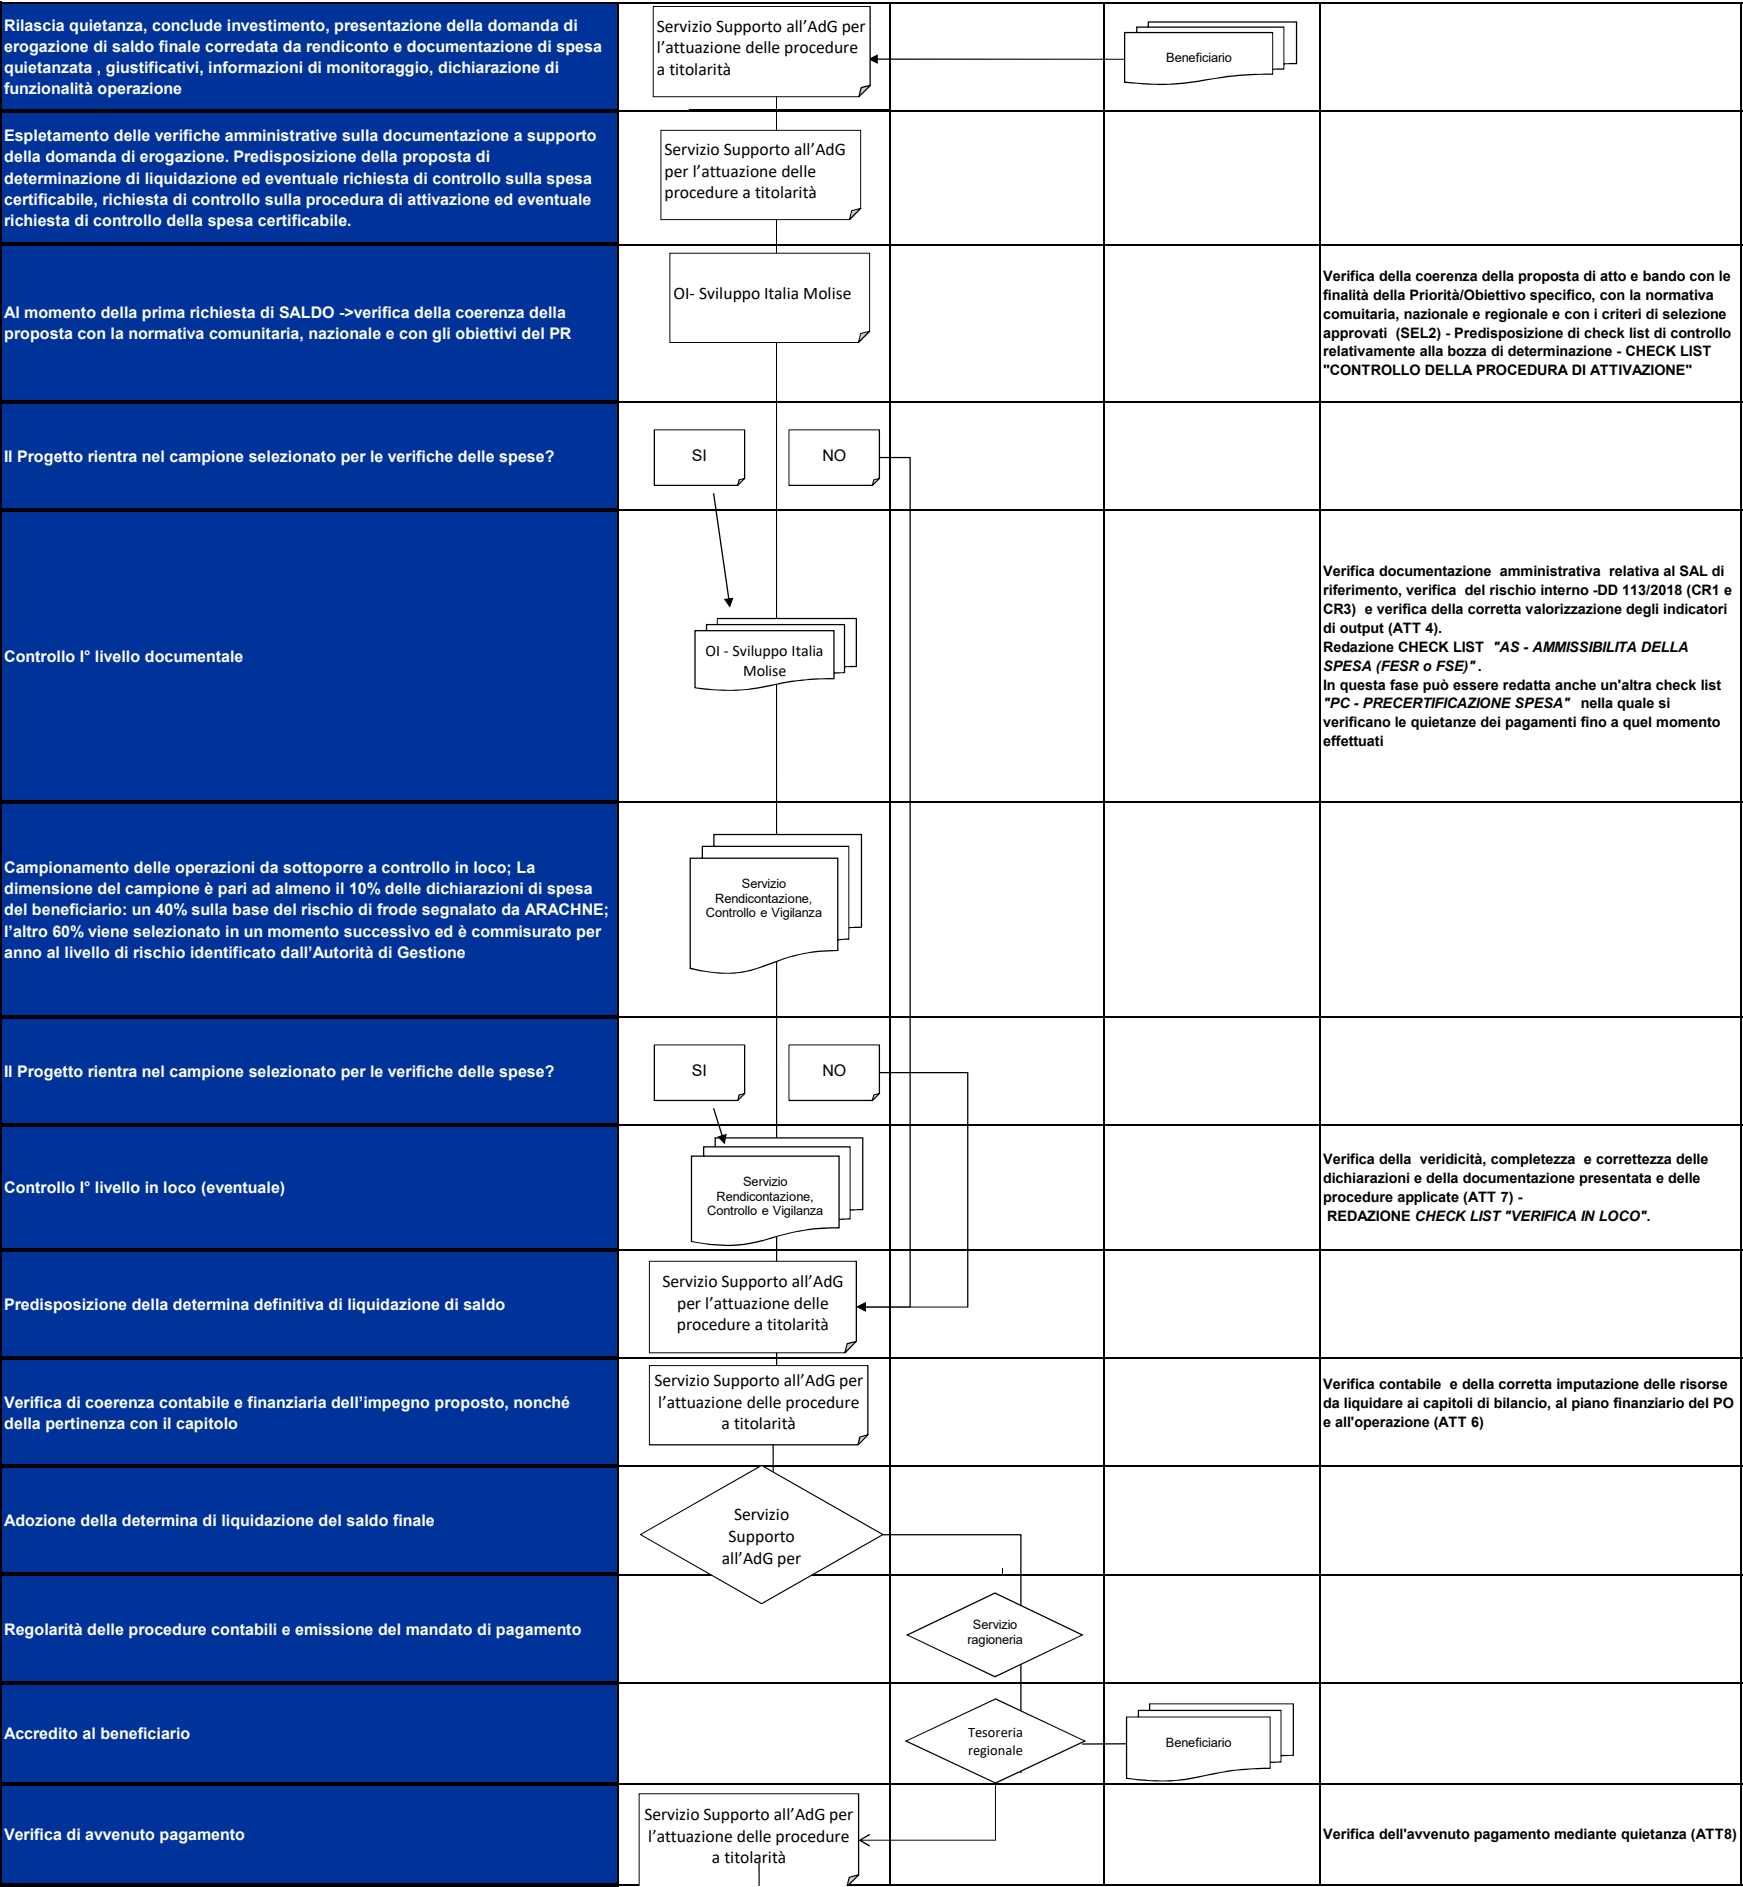 Rilascia quietanza, conclude investimento, presentazione della domanda di
erogazione di saldo finale corredata da rendiconto e documentazione di spesa
quietanzata , giustificativi, informazioni di monitoraggio, dichiarazione di
funzionalità operazione
Servizio Supporto all'AdG per
l'attuazione delle procedure
a titolarità
Beneficiario
Espletamento delle verifiche amministrative sulla documentazione a supporto
della domanda di erogazione. Predisposizione della proposta di
determinazione di liquidazione ed eventuale richiesta di controllo sulla spesa
certificabile, richiesta di controllo sulla procedura di attivazione ed eventuale
richiesta di controllo della spesa certificabile.
Servizio Supporto all'AdG
per l'attuazione delle
procedure a titolarità
Al momento della prima richiesta di SALDO ->verifica della coerenza della
proposta con la normativa comunitaria, nazionale e con gli obiettivi del PR
OI- Sviluppo Italia Molise
Verifica della coerenza della proposta di atto e bando con le
finalità della Priorità/Obiettivo specifico, con la normativa
comuitaria, nazionale e regionale e con i criteri di selezione
approvati (SEL2) - Predisposizione di check list di controllo
relativamente alla bozza di determinazione - CHECK LIST
"CONTROLLO DELLA PROCEDURA DI ATTIVAZIONE"
Il Progetto rientra nel campione selezionato per le verifiche delle spese?
SI
NO
Controllo I° livello documentale
OI - Sviluppo Italia
Molise
Verifica documentazione amministrativa relativa al SAL di
riferimento, verifica del rischio interno -DD 113/2018 (CR1 e
CR3) e verifica della corretta valorizzazione degli indicatori
di output (ATT 4).
Redazione CHECK LIST "AS - AMMISSIBILITA DELLA
SPESA (FESR o FSE)" .
In questa fase può essere redatta anche un'altra check list
"PC - PRECERTIFICAZIONE SPESA" nella quale si
verificano le quietanze dei pagamenti fino a quel momento
effettuati
Campionamento delle operazioni da sottoporre a controllo in loco; La
dimensione del campione è pari ad almeno il 10% delle dichiarazioni di spesa
del beneficiario: un 40% sulla base del rischio di frode segnalato da ARACHNE;
l'altro 60% viene selezionato in un momento successivo ed è commisurato per
anno al livello di rischio identificato dall'Autorità di Gestione
Servizio
Rendicontazione,
Controllo e Vigilanza
Il Progetto rientra nel campione selezionato per le verifiche delle spese?
SI
NO
Controllo I° livello in loco (eventuale)
Servizio
Rendicontazione,
Controllo e Vigilanza
Verifica della veridicità, completezza e correttezza delle
dichiarazioni e della documentazione presentata e delle
procedure applicate (ATT 7) -
REDAZIONE CHECK LIST "VERIFICA IN LOCO".
Predisposizione della determina definitiva di liquidazione di saldo
Servizio Supporto all'AdG
per l'attuazione delle
procedure a titolarità
Verifica di coerenza contabile e finanziaria dell'impegno proposto, nonché
della pertinenza con il capitolo
Servizio Supporto all'AdG per
l'attuazione delle procedure
a titolarità
Verifica contabile e della corretta imputazione delle risorse
da liquidare ai capitoli di bilancio, al piano finanziario del PO
e all'operazione (ATT 6)
Adozione della determina di liquidazione del saldo finale
Servizio
Supporto
all'AdG per
Regolarità delle procedure contabili e emissione del mandato di pagamento
Servizio
ragioneria
Accredito al beneficiario
Tesoreria
regionale
Beneficiario
Verifica di avvenuto pagamento
Servizio Supporto all'AdG per
l'attuazione delle procedure
a titolarità
Verifica dell'avvenuto pagamento mediante quietanza (ATT8)